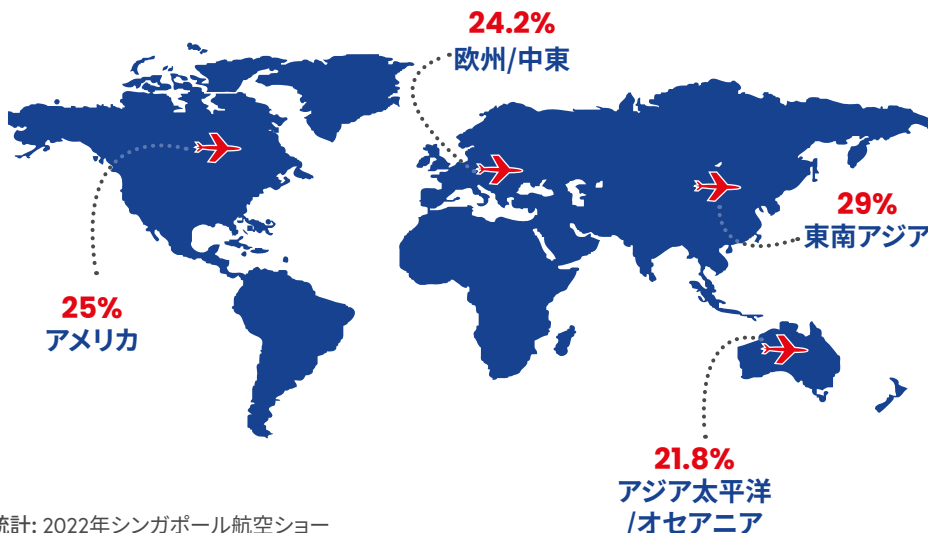 24.2%
欧州/中東
29%
東南アジア
25%
アメリカ
21.8%
アジア太平洋
/オセアニア
統計: 2022年シンガポール航空ショー